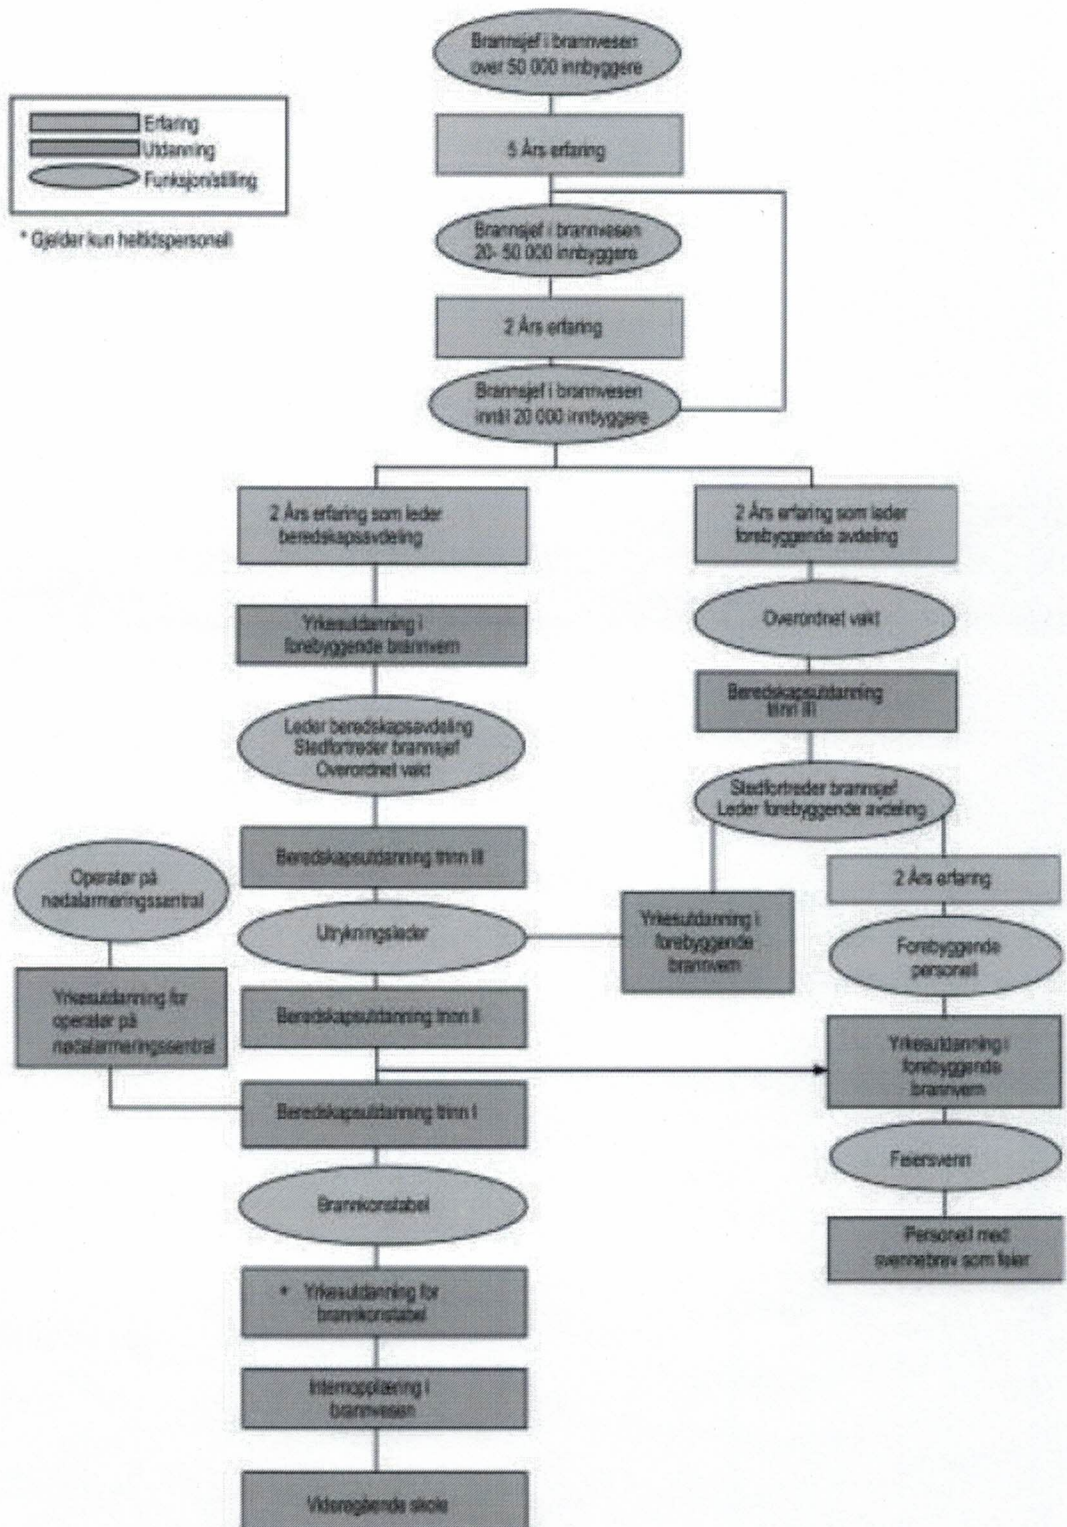 Brannsjef i brannvesen
over 50 000 innbyggere
Erfaring
Utdanning
Funksjon/stilling
* Gjelder kun heltidspersonell
5 Års erfaring
Brannsjef i brannvesen
20- 50 000 innbyggere
2 Års erfaring
Brannsjef i brannvesen
inntil 20 000 innbyggere
2 Års erfaring som leder
beredskapsavdeling
2 Års erfaring som leder
forebyggende avdeling
Yrkesutdanning i
forebyggende brannvern
Overordnet vakt
Beredskapsutdanning
trinn III
Leder beredskapsavdeling
Stedfortreder brannsjef
Overordnet vakt
Stedfortreder brannsjef
Leder forebyggende avdeling
Beredskapsutdanning trinn III
Operatør på
nødalarmeringssentral
2 Års erfaring
Utrykningsleder
Yrkesutdanning i
forebyggende
brannvern
Forebyggende
personell
Yrkesutdanning for
operatør på
nødalarmeringssentral
Beredskapsutdanning trinn II
Yrkesutdanning i
forebyggende
brannvern
Beredskapsutdanning trinn I
Feiersvenn
Brannkonstabel
Personell med
svennebrev som feier
* Yrkesutdanning for
brannkonstabel
Internopplæring i
brannvesen
Videregående skole